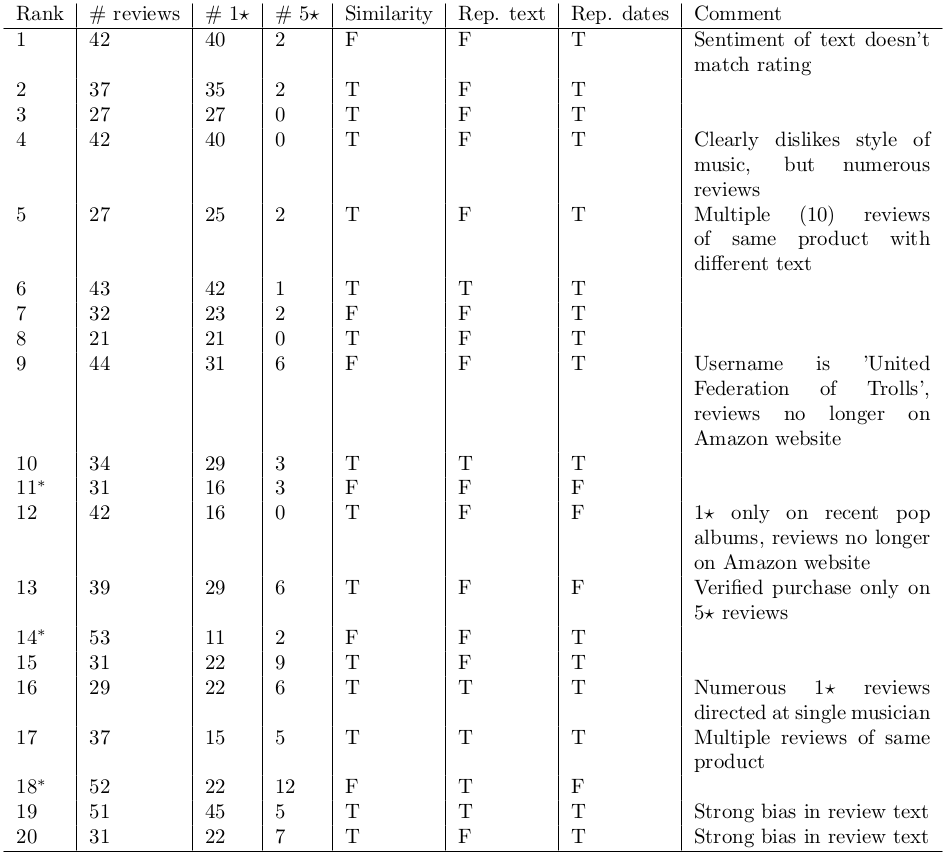 Rank # reviews # 1⋆ # 5⋆ Similarity Rep. text Rep. dates Comment
1 42 40 2 F F T Sentiment of text doesn't
match rating
2 37 35 2 T F T
3 27 27 0 T F T
4 42 40 0 T F T Clearly dislikes style of
music, but numerous
reviews
5 27 25 2 T F T Multiple (10) reviews
of same product with
different text
6 43 42 1 T T T
7 32 23 2 F F T
8 21 21 0 T F T
9 44 31 6 F F T Username is 'United
Federation of Trolls',
reviews no longer on
Amazon website
10 34 29 3 T T T
11* 31 16 3 F F F
12 42 16 0 T F F 1⋆ only on recent pop
albums, reviews no longer
on Amazon website
13 39 29 6 T F F Verified purchase only on
5⋆ reviews
14* 53 11 2 F F T
15 31 22 9 T F T
16 29 22 6 T T T Numerous 1⋆ reviews
directed at single musician
17 37 15 5 T T T Multiple reviews of same
product
18* 52 22 12 F T F
19 51 45 5 T T T Strong bias in review text
20 31 22 7 T F T Strong bias in review text